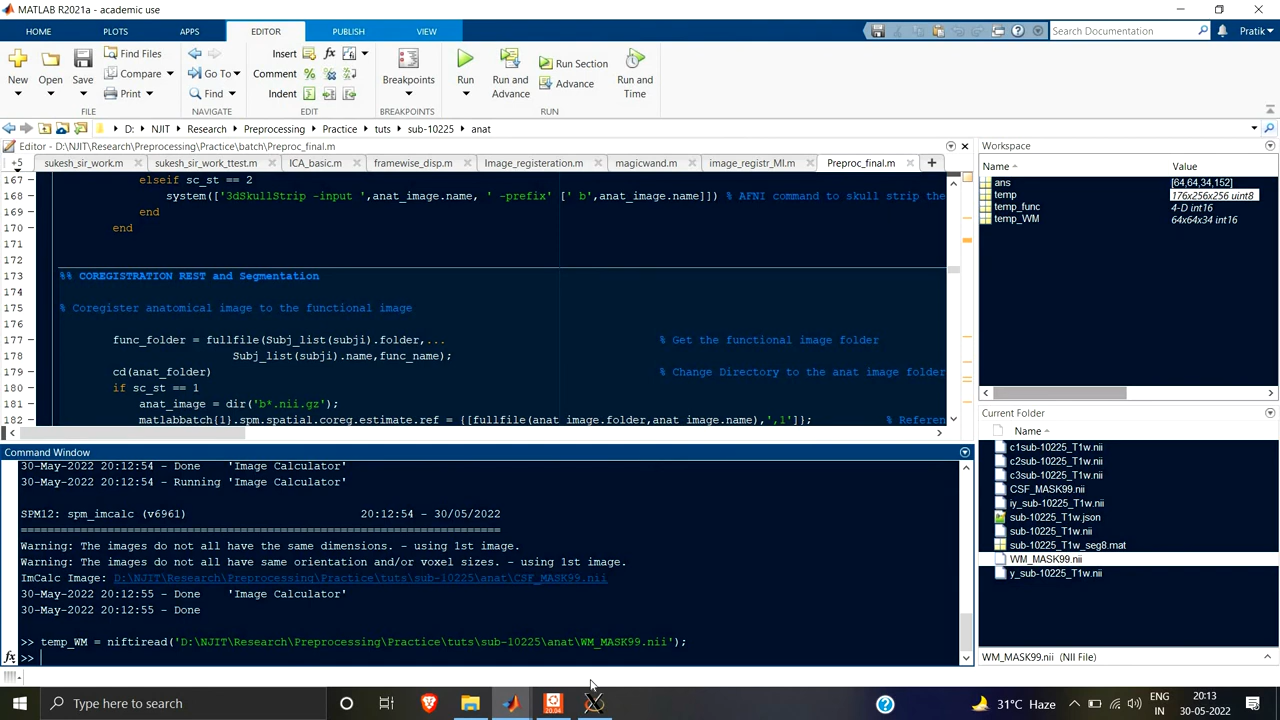 MATLAB R2021a - academic use
HOME PLOTS APPS EDITOR PUBLISH VIEW
Search Documentation
Pratik
New
Open
Save
Find Files
Compare
Print
FILE
Go To
Find
NAVIGATE
Insert
Comment
Indent
EDIT
Breakpoints
BREAKPOINTS
Run
Run and Advance
Run Section
Advance
Run and Time
RUN
D: NJIT Research Preprocessing Practice tuts sub-10225 anat
Editor - D:\NJIT\Research\Preprocessing\Practice\batch\Preproc_final.m
+5 sukesh_sir_work.m sukesh_sir_work_ttest.m ICA_basic.m framewise_disp.m Image_registeration.m magicwand.m image_registr_MI.m Preproc_final.m
167 elseif sc_st == 2
168 system(['3dSkullStrip -input ',anat_image.name, ' -prefix' [' b',anat_image.name]]) % AFNI command to skull strip the
169 end
170 end
171
172
173 %% COREGISTRATION REST and Segmentation
174
175 % Coregister anatomical image to the functional image
176
177 func_folder = fullfile(Subj_list(subji).folder,... % Get the functional image folder
178 Subj_list(subji).name,func_name);
179 cd(anat_folder) % Change Directory to the anat image folder
180 if sc_st == 1
181 anat_image = dir('b*.nii.gz');
182 matlabbatch{1}.spm.spatial.coreg.estimate.ref = {[fullfile(anat_image.folder,anat_image.name),',1']}; % Referen
Command Window
30-May-2022 20:12:54 - Done 'Image Calculator'
30-May-2022 20:12:54 - Running 'Image Calculator'
SPM12: spm_imcalc (v6961) 20:12:54 - 30/05/2022
========================================================================
Warning: The images do not all have the same dimensions. - using 1st image.
Warning: The images do not all have same orientation and/or voxel sizes. - using 1st image.
ImCalc Image: D:\NJIT\Research\Preprocessing\Practice\tuts\sub-10225\anat\CSF_MASK99.nii
30-May-2022 20:12:55 - Done 'Image Calculator'
30-May-2022 20:12:55 - Done
>> temp_WM = niftiread('D:\NJIT\Research\Preprocessing\Practice\tuts\sub-10225\anat\WM_MASK99.nii');
fx >>
Workspace
Name Value
ans [64,64,34,152]
temp 176x256x256 uint8
temp_func 4-D int16
temp_WM 64x64x34 int16
Current Folder
Name
c1sub-10225_T1w.nii
c2sub-10225_T1w.nii
c3sub-10225_T1w.nii
CSF_MASK99.nii
iy_sub-10225_T1w.nii
sub-10225_T1w.json
sub-10225_T1w.nii
sub-10225_T1w_seg8.mat
WM_MASK99.nii
y_sub-10225_T1w.nii
WM_MASK99.nii (NII File)
Type here to search
20.04
31°C Haze
ENG
IN
20:13
30-05-2022